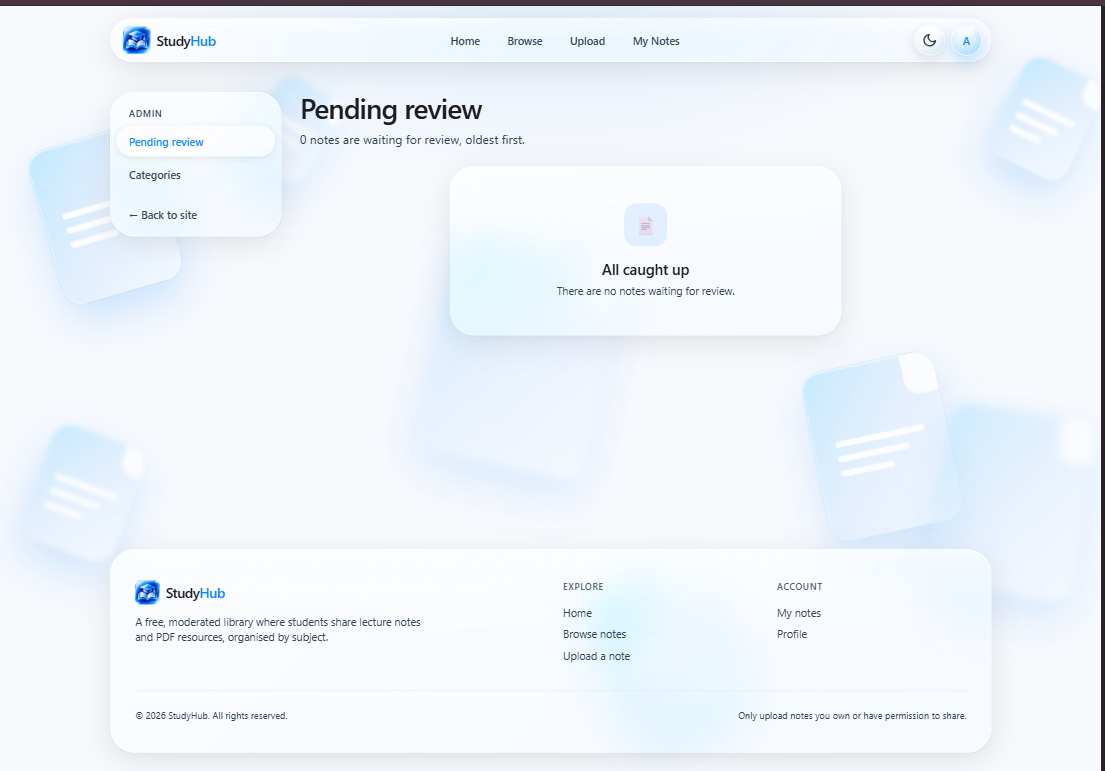 StudyHub
Home
Browse
Upload
My Notes
A
ADMIN
Pending review
Categories
← Back to site
Pending review
0 notes are waiting for review, oldest first.
All caught up
There are no notes waiting for review.
StudyHub
A free, moderated library where students share lecture notes
and PDF resources, organised by subject.
EXPLORE
Home
Browse notes
Upload a note
ACCOUNT
My notes
Profile
© 2026 StudyHub. All rights reserved.
Only upload notes you own or have permission to share.